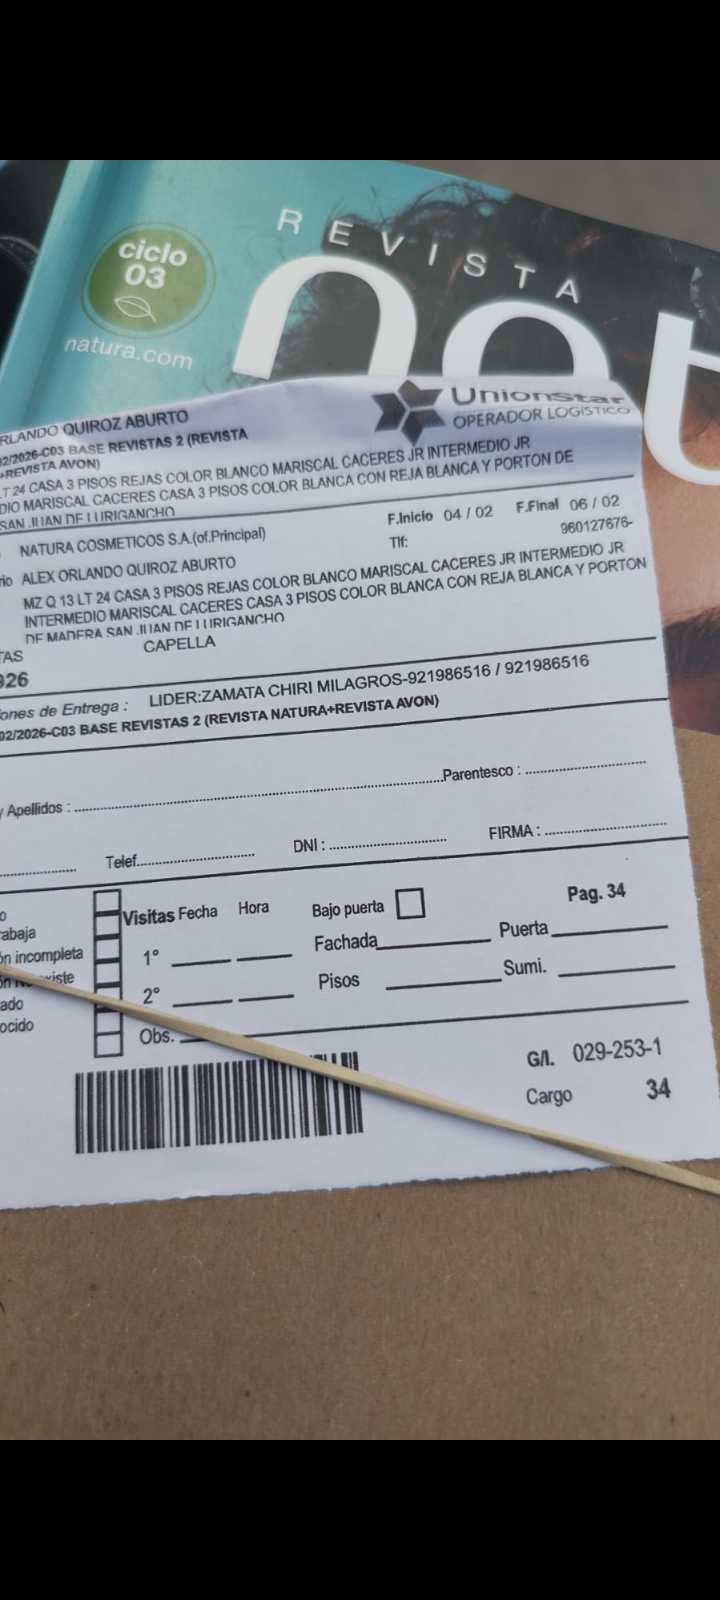 REVISTA
ciclo
03
natura.com
nat
Unionstar
OPERADOR LOGÍSTICO
ORLANDO QUIROZ ABURTO
02/2026-C03 BASE REVISTAS 2 (REVISTA
+REVISTA AVON)
LT 24 CASA 3 PISOS REJAS COLOR BLANCO MARISCAL CACERES JR INTERMEDIO JR
DIO MARISCAL CACERES CASA 3 PISOS COLOR BLANCA CON REJA BLANCA Y PORTON DE
SAN JUAN DE LURIGANCHO
NATURA COSMETICOS S.A.(of.Principal)
F.Inicio 04 / 02 F.Final 06 / 02
Tlf: 960127676-
rio ALEX ORLANDO QUIROZ ABURTO
MZ Q 13 LT 24 CASA 3 PISOS REJAS COLOR BLANCO MARISCAL CACERES JR INTERMEDIO JR
INTERMEDIO MARISCAL CACERES CASA 3 PISOS COLOR BLANCA CON REJA BLANCA Y PORTON
DE MADERA SAN JUAN DE LURIGANCHO
TAS CAPELLA
926
ones de Entrega : LIDER:ZAMATA CHIRI MILAGROS-921986516 / 921986516
02/2026-C03 BASE REVISTAS 2 (REVISTA NATURA+REVISTA AVON)
y Apellidos : Parentesco :
Telef. DNI : FIRMA :
o Visitas Fecha Hora Bajo puerta Pag. 34
rabaja 1° Fachada Puerta
ón incompleta
2° Pisos Sumi.
ado
ocido Obs.
G/I. 029-253-1
Cargo 34